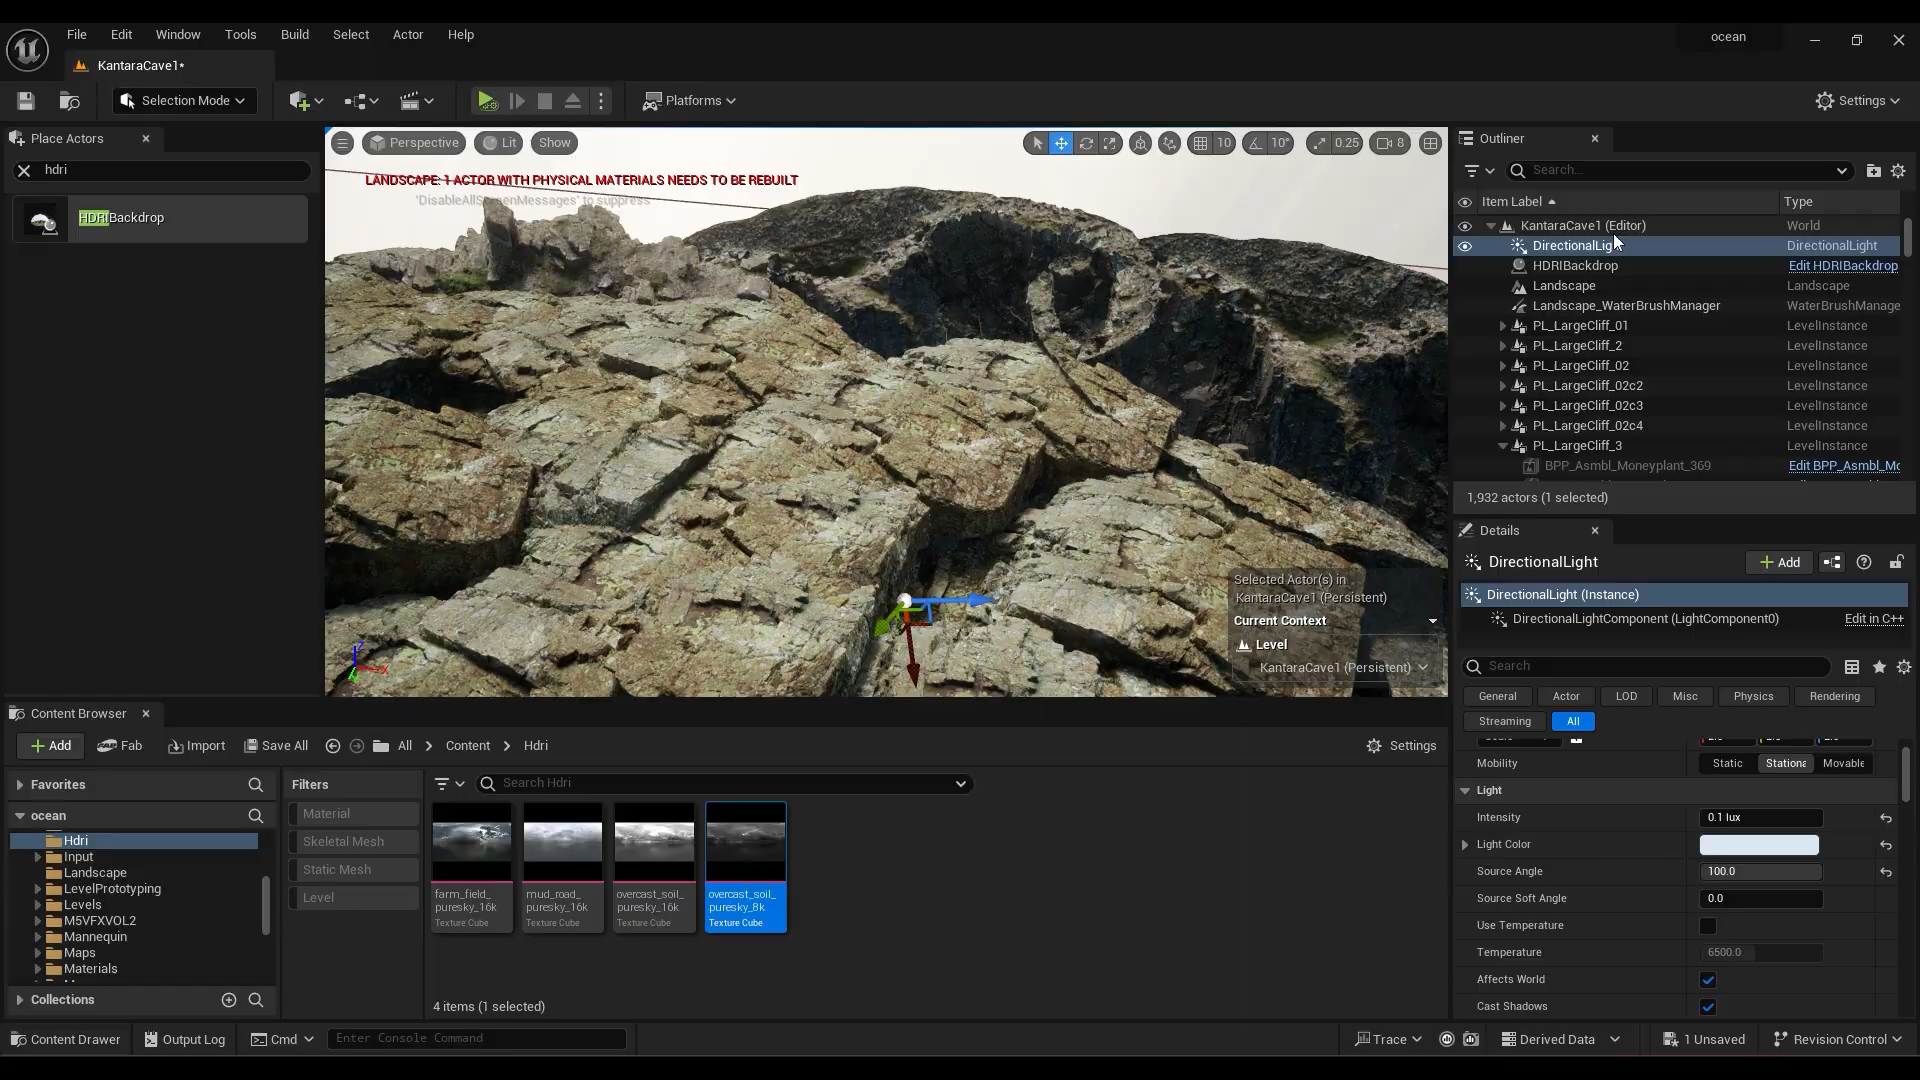 File Edit Window Tools Build Select Actor Help
ocean
KantaraCave1*
Selection Mode
Platforms
Settings
Place Actors
hdri
HDRIBackdrop
Perspective Lit Show
10 10° 0.25 8
LANDSCAPE: 1 ACTOR WITH PHYSICAL MATERIALS NEEDS TO BE REBUILT
'DisableAllScreenMessages' to suppress
Selected Actor(s) in
KantaraCave1 (Persistent)
Current Context
Level
KantaraCave1 (Persistent)
Z
X
Outliner
Search...
Item Label Type
KantaraCave1 (Editor) World
DirectionalLigh DirectionalLight
HDRIBackdrop Edit HDRIBackdrop
Landscape Landscape
Landscape_WaterBrushManager WaterBrushManage
PL_LargeCliff_01 LevelInstance
PL_LargeCliff_2 LevelInstance
PL_LargeCliff_02 LevelInstance
PL_LargeCliff_02c2 LevelInstance
PL_LargeCliff_02c3 LevelInstance
PL_LargeCliff_02c4 LevelInstance
PL_LargeCliff_3 LevelInstance
BPP_Asmbl_Moneyplant_369 Edit BPP_Asmbl_Mo
1,932 actors (1 selected)
Details
DirectionalLight
Add
DirectionalLight (Instance)
DirectionalLightComponent (LightComponent0) Edit in C++
Search
General Actor LOD Misc Physics Rendering
Streaming All
Mobility Static Stationa Movable
Light
Intensity 0.1 lux
Light Color
Source Angle 100.0
Source Soft Angle 0.0
Use Temperature
Temperature 6500.0
Affects World
Cast Shadows
Content Browser
Add Fab Import Save All All Content Hdri Settings
Favorites
ocean
Hdri
Input
Landscape
LevelPrototyping
Levels
M5VFXVOL2
Mannequin
Maps
Materials
Collections
Filters
Material
Skeletal Mesh
Static Mesh
Level
Search Hdri
farm_field_
puresky_16k
Texture Cube
mud_road_
puresky_16k
Texture Cube
overcast_soil_
puresky_16k
Texture Cube
overcast_soil_
puresky_8k
Texture Cube
4 items (1 selected)
Content Drawer Output Log Cmd Enter Console Command Trace Derived Data 1 Unsaved Revision Control